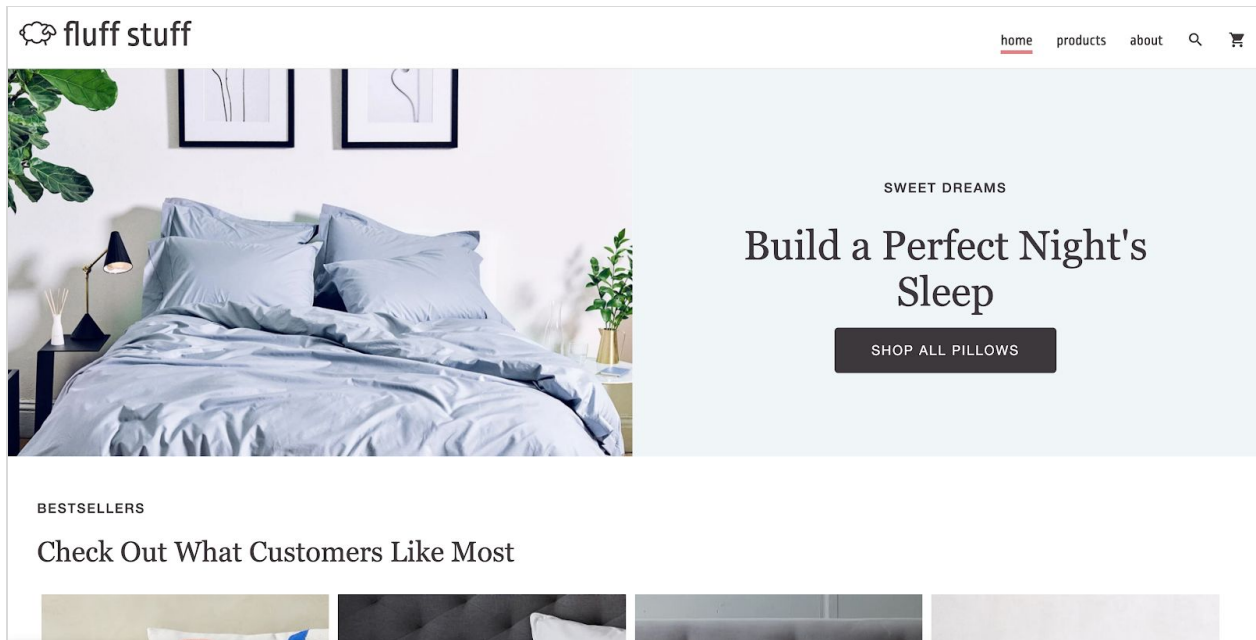 fluff stuff
home products about
SWEET DREAMS
Build a Perfect Night's
Sleep
SHOP ALL PILLOWS
BESTSELLERS
Check Out What Customers Like Most